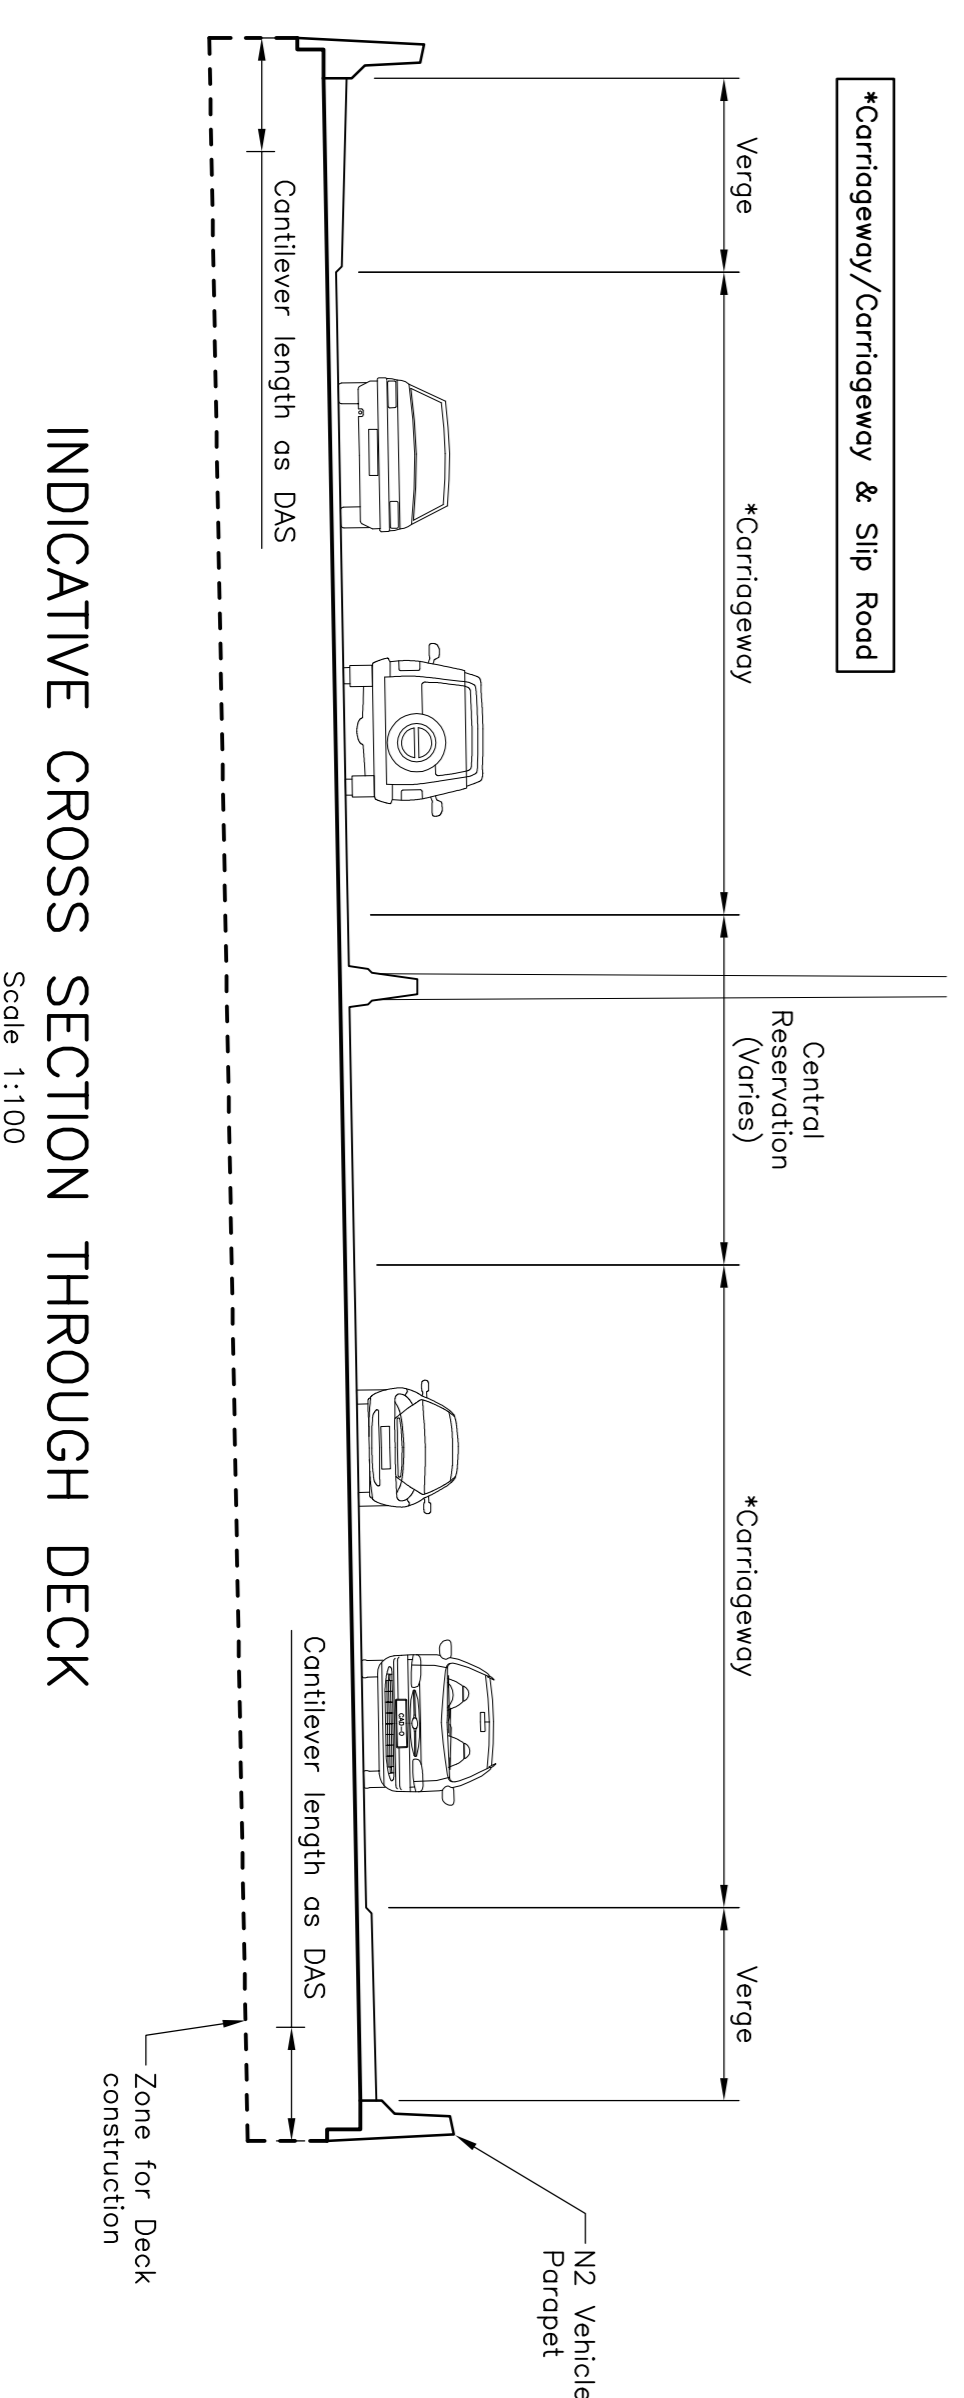 *Carriageway/Carriageway & Slip Road
Verge
*Carriageway
Central
Reservation
(Varies)
*Carriageway
Verge
N2 Vehicle
Parapet
CAD-O
Cantilever length as DAS
Cantilever length as DAS
Zone for Deck
construction
INDICATIVE CROSS SECTION THROUGH DECK
Scale 1:100